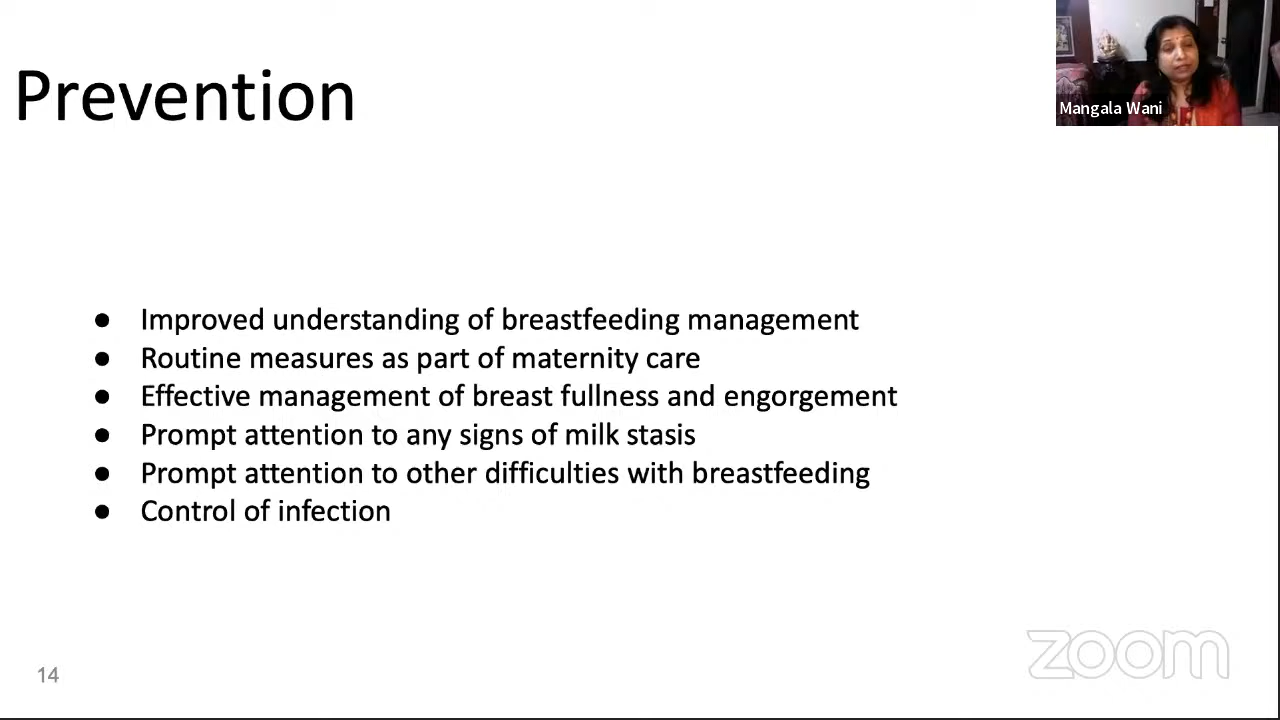 Prevention
Mangala Wani
● Improved understanding of breastfeeding management
● Routine measures as part of maternity care
● Effective management of breast fullness and engorgement
● Prompt attention to any signs of milk stasis
● Prompt attention to other difficulties with breastfeeding
● Control of infection
14
zoom